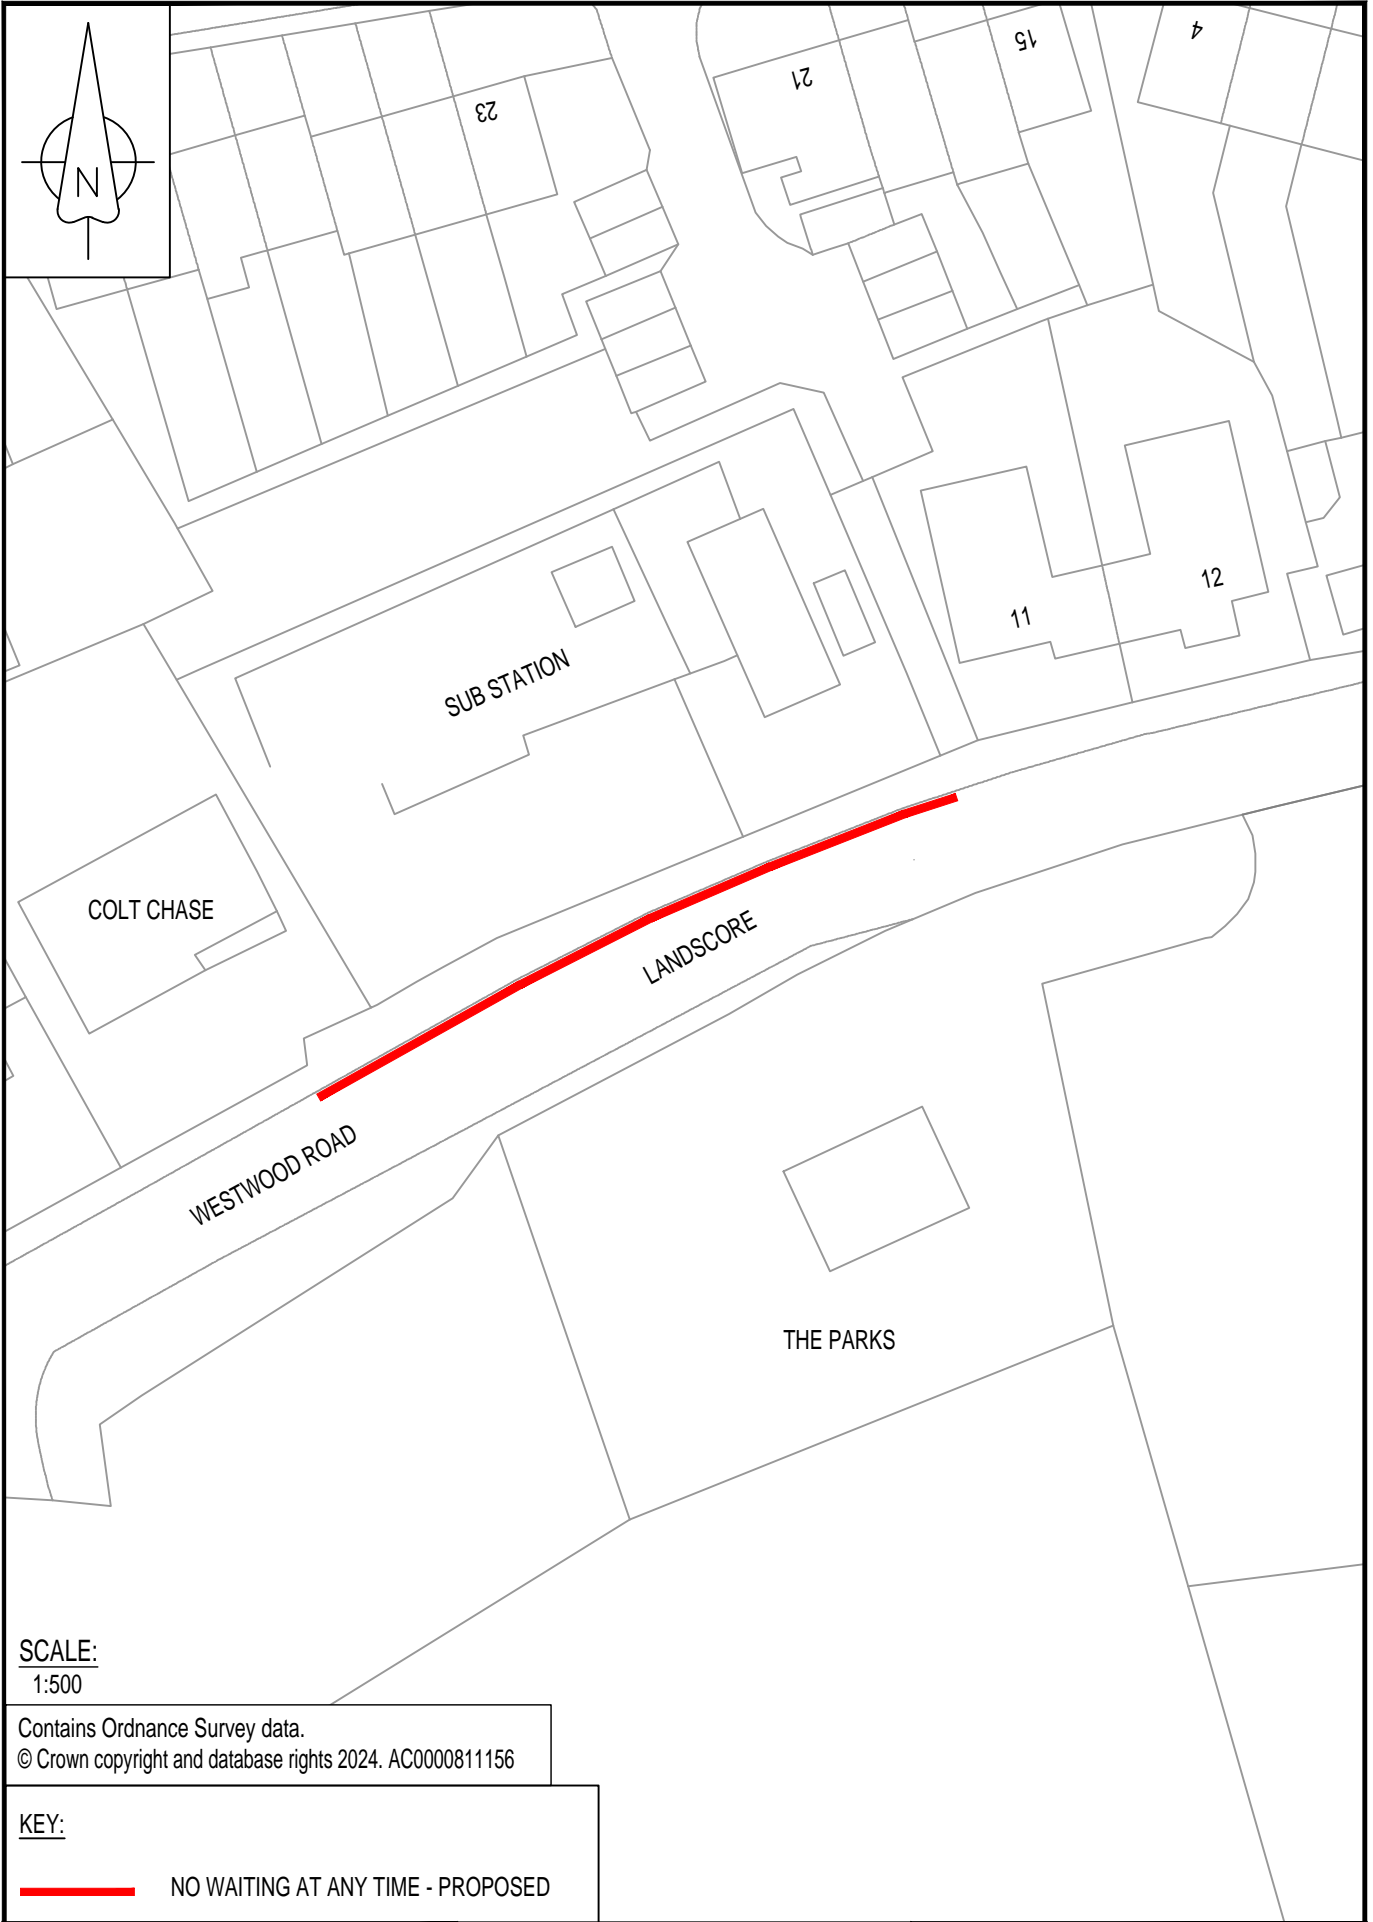 N
23
21
15
4
SUB STATION
11
12
COLT CHASE
LANDSCORE
WESTWOOD ROAD
THE PARKS
SCALE:
1:500
Contains Ordnance Survey data.
© Crown copyright and database rights 2024. AC0000811156
KEY:
NO WAITING AT ANY TIME - PROPOSED